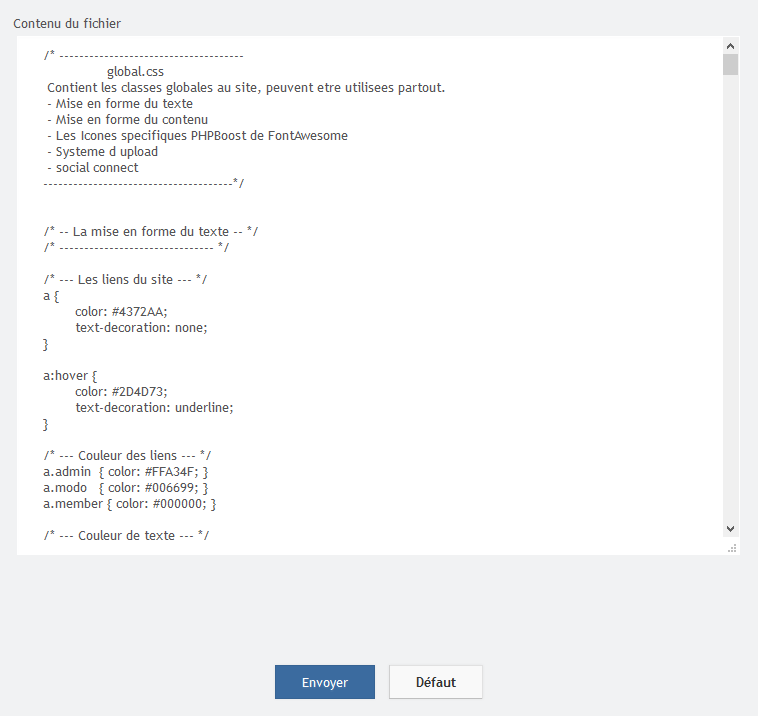 Contenu du fichier
/* -------------------------------------
global.css
Contient les classes globales au site, peuvent etre utilisees partout.
- Mise en forme du texte
- Mise en forme du contenu
- Les Icones specifiques PHPBoost de FontAwesome
- Systeme d upload
- social connect
--------------------------------------*/
/* -- La mise en forme du texte -- */
/* ------------------------------- */
/* --- Les liens du site --- */
a {
color: #4372AA;
text-decoration: none;
}
a:hover {
color: #2D4D73;
text-decoration: underline;
}
/* --- Couleur des liens --- */
a.admin { color: #FFA34F; }
a.modo { color: #006699; }
a.member { color: #000000; }
/* --- Couleur de texte --- */
Envoyer
Défaut